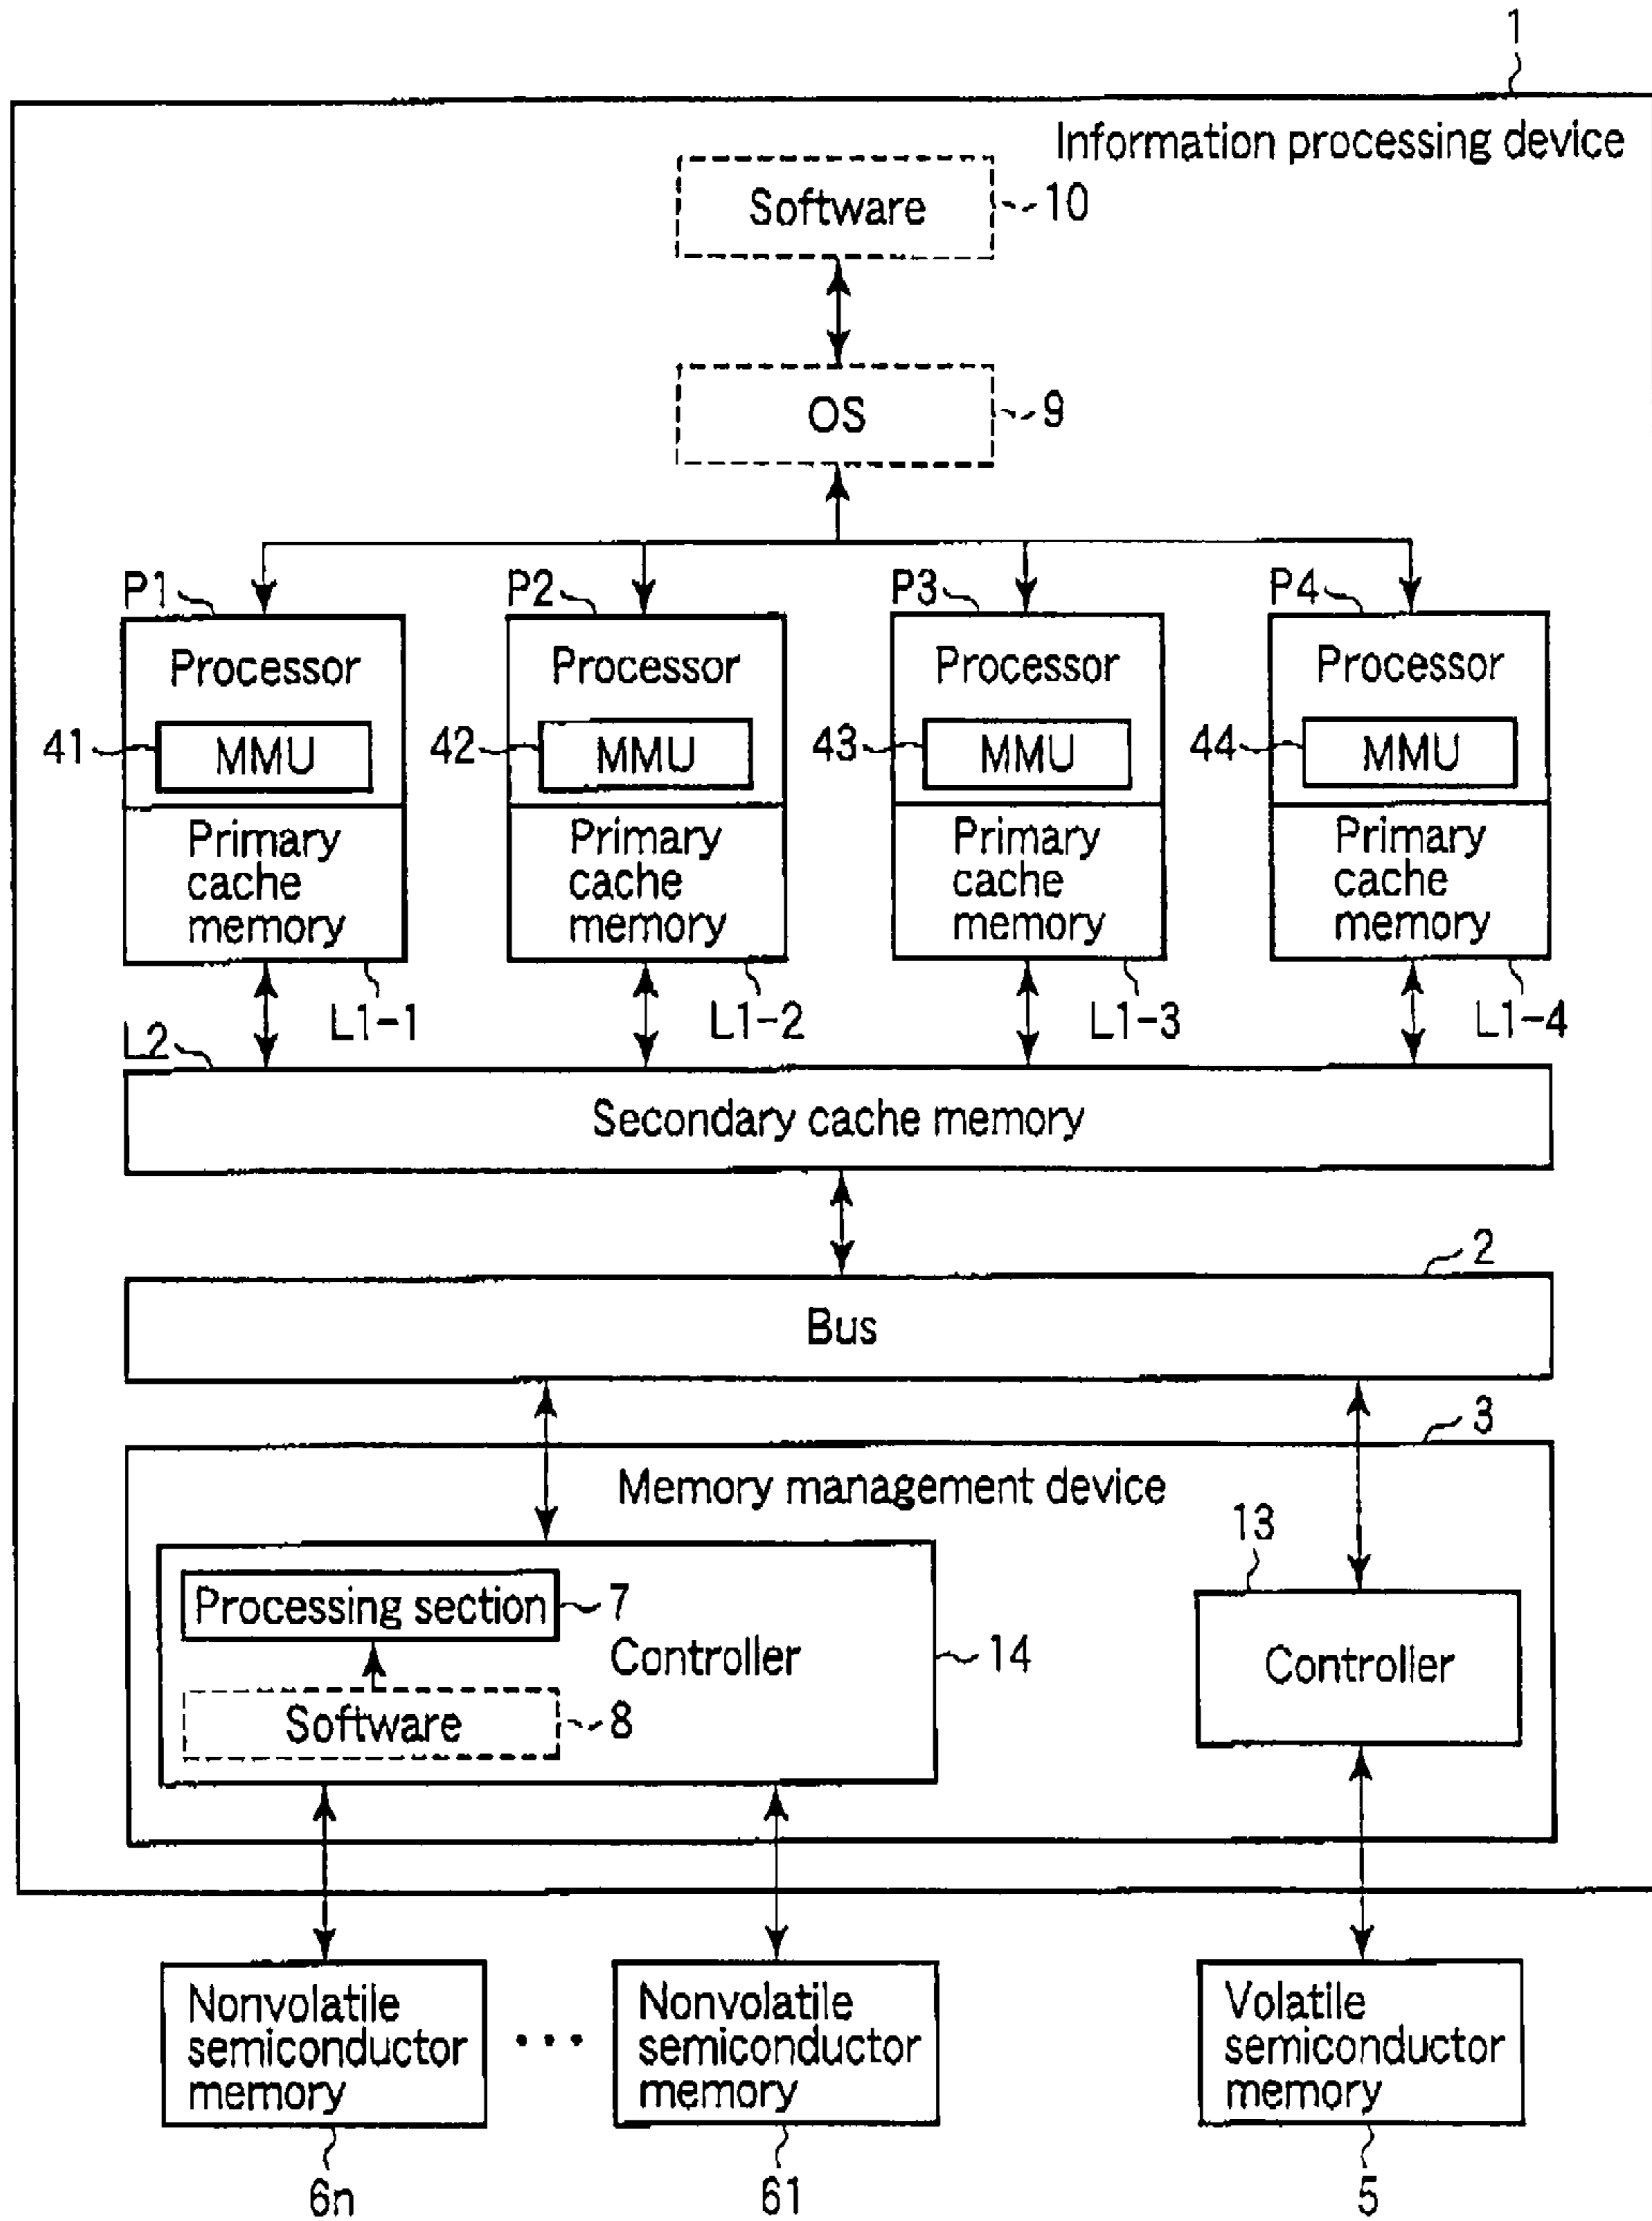 1
Information processing device
Software
10
OS
9
P1
P2
P3
P4
Processor
Processor
Processor
Processor
41
MMU
42
MMU
43
MMU
44
MMU
Primary
cache
memory
Primary
cache
memory
Primary
cache
memory
Primary
cache
memory
L1-1
L1-2
L1-3
L1-4
L2
Secondary cache memory
2
Bus
3
Memory management device
13
Processing section
7
Controller
14
Controller
Software
8
Nonvolatile
semiconductor
memory
...
Nonvolatile
semiconductor
memory
Volatile
semiconductor
memory
6n
61
5